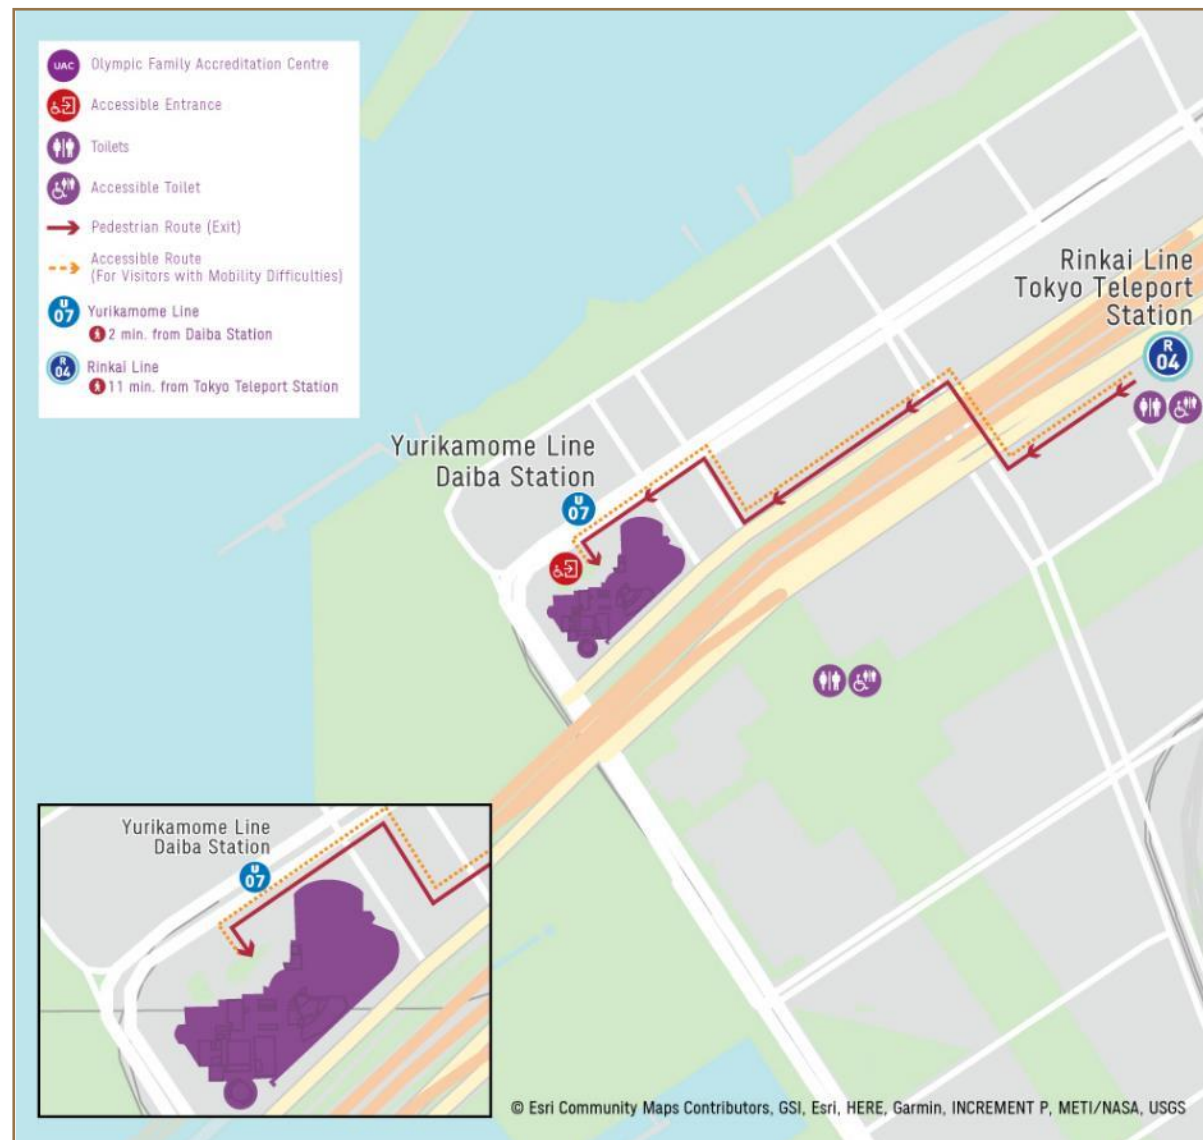 UAC Olympic Family Accreditation Centre
Accessible Entrance
Toilets
Accessible Toilet
Pedestrian Route (Exit)
Accessible Route
(For Visitors with Mobility Difficulties)
U
07
Yurikamome Line
2 min. from Daiba Station
R
04
Rinkai Line
11 min. from Tokyo Teleport Station
Rinkai Line
Tokyo Teleport
Station
R
04
Yurikamome Line
Daiba Station
U
07
Yurikamome Line
Daiba Station
U
07
© Esri Community Maps Contributors, GSI, Esri, HERE, Garmin, INCREMENT P, METI/NASA, USGS